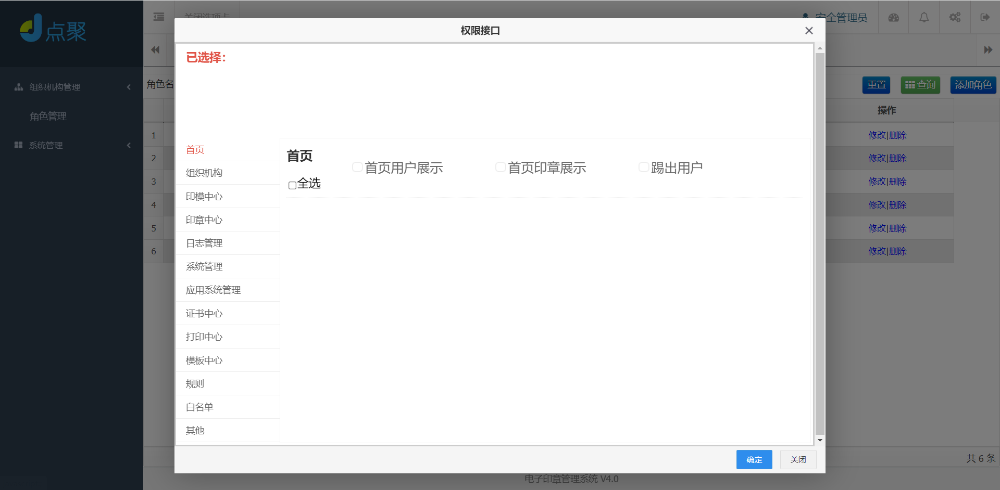 点聚
关闭选项卡
安全管理员
权限接口
组织机构管理
角色管理
系统管理
角色名
重置
查询
添加角色
操作
1
修改|删除
2
修改|删除
3
修改|删除
4
修改|删除
5
修改|删除
6
修改|删除
已选择：
首页
组织机构
印模中心
印章中心
日志管理
系统管理
应用系统管理
证书中心
打印中心
模板中心
规则
白名单
其他
首页
首页用户展示
首页印章展示
踢出用户
全选
确定
关闭
共 6 条
电子印章管理系统 V4.0